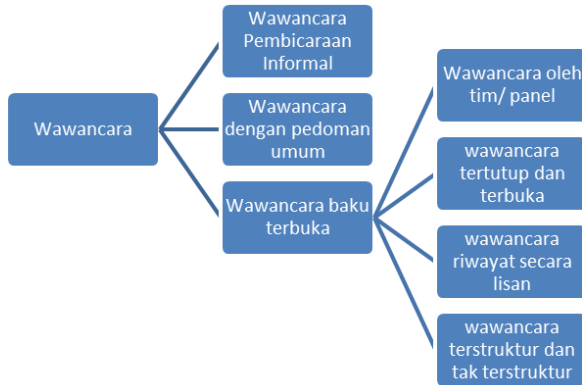 Wawancara
Wawancara
Pembicaraan
Informal
Wawancara
dengan pedoman
umum
Wawancara baku
terbuka
Wawancara oleh
tim/ panel
wawancara
tertutup dan
terbuka
wawancara
riwayat secara
lisan
wawancara
terstruktur dan
tak terstruktur